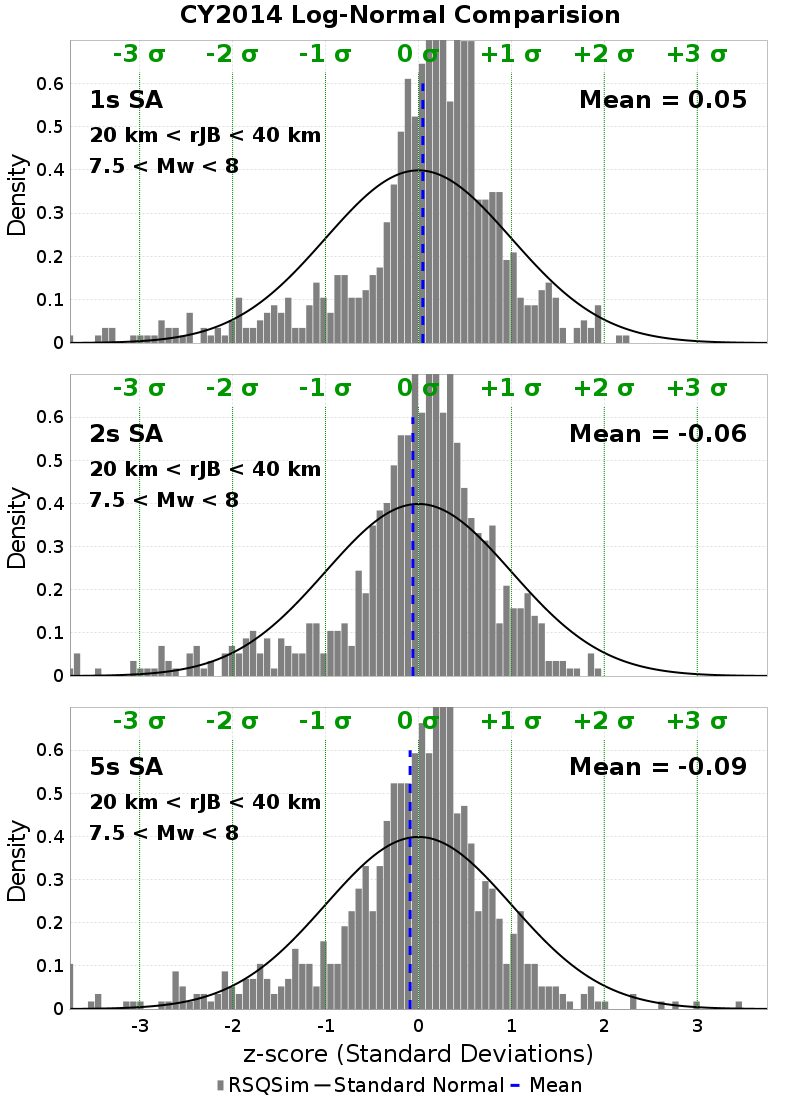 CY2014 Log-Normal Comparision
-3 σ -2 σ -1 σ 0 σ +1 σ +2 σ +3 σ
0.6
1s SA Mean = 0.05
0.5
20 km < rJB < 40 km
7.5 < Mw < 8
0.4
Density
0.3
0.2
0.1
0
-3 σ -2 σ -1 σ 0 σ +1 σ +2 σ +3 σ
0.6
2s SA Mean = -0.06
0.5
20 km < rJB < 40 km
7.5 < Mw < 8
0.4
Density
0.3
0.2
0.1
0
-3 σ -2 σ -1 σ 0 σ +1 σ +2 σ +3 σ
0.6
5s SA Mean = -0.09
0.5
20 km < rJB < 40 km
7.5 < Mw < 8
0.4
Density
0.3
0.2
0.1
0
-3 -2 -1 0 1 2 3
z-score (Standard Deviations)
RSQSim Standard Normal Mean